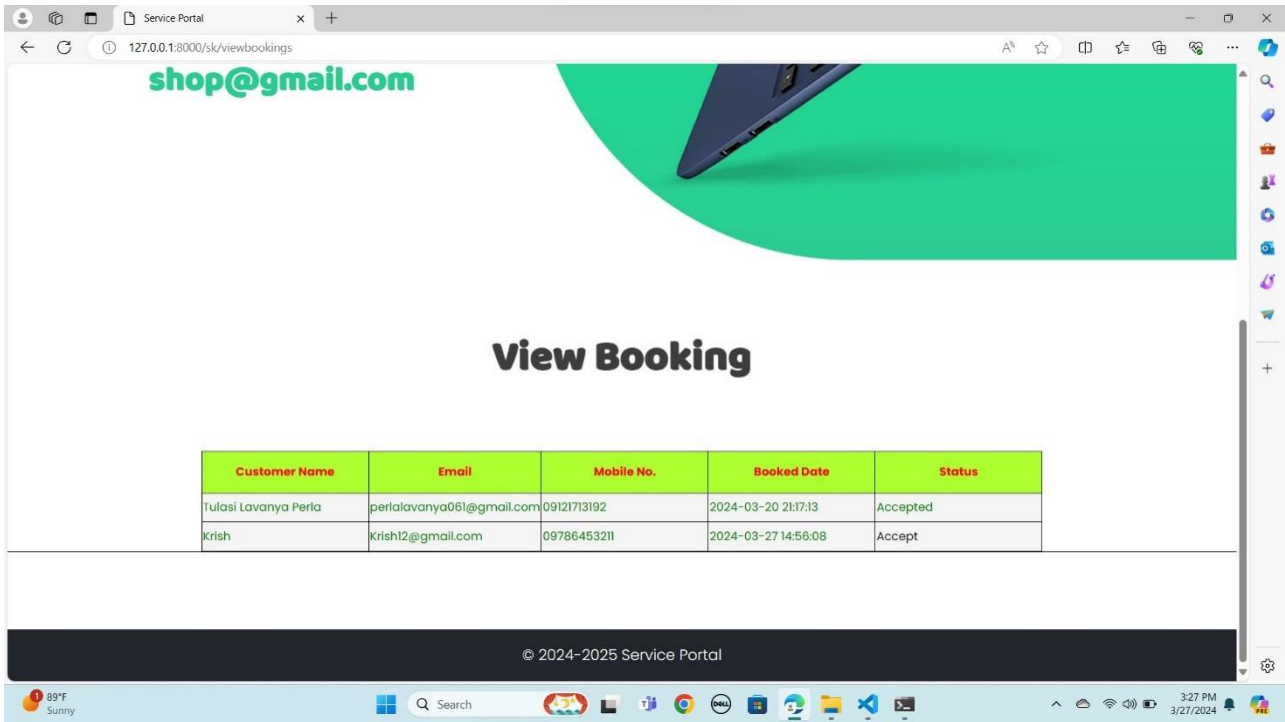 Service Portal
127.0.0.1:8000/sk/viewbookings
shop@gmail.com
View Booking
Customer Name Email Mobile No. Booked Date Status
Tulasi Lavanya Perla perlalavanya061@gmail.com 09121713192 2024-03-20 21:17:13 Accepted
Krish Krish12@gmail.com 09786453211 2024-03-27 14:56:08 Accept
© 2024-2025 Service Portal
1
89°F
Sunny
Search
DELL
3:27 PM
3/27/2024
PRE